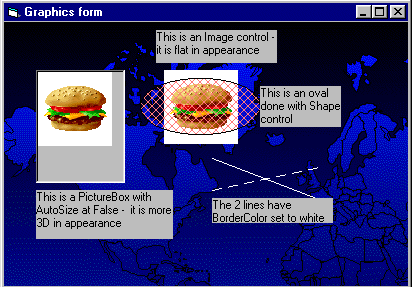 Graphics form
This is an Image control -
it is flat in appearance
This is an oval
done with Shape
control
This is a PictureBox with
AutoSize at False - it is more
3D in appearance
The 2 lines have
BorderColor set to white